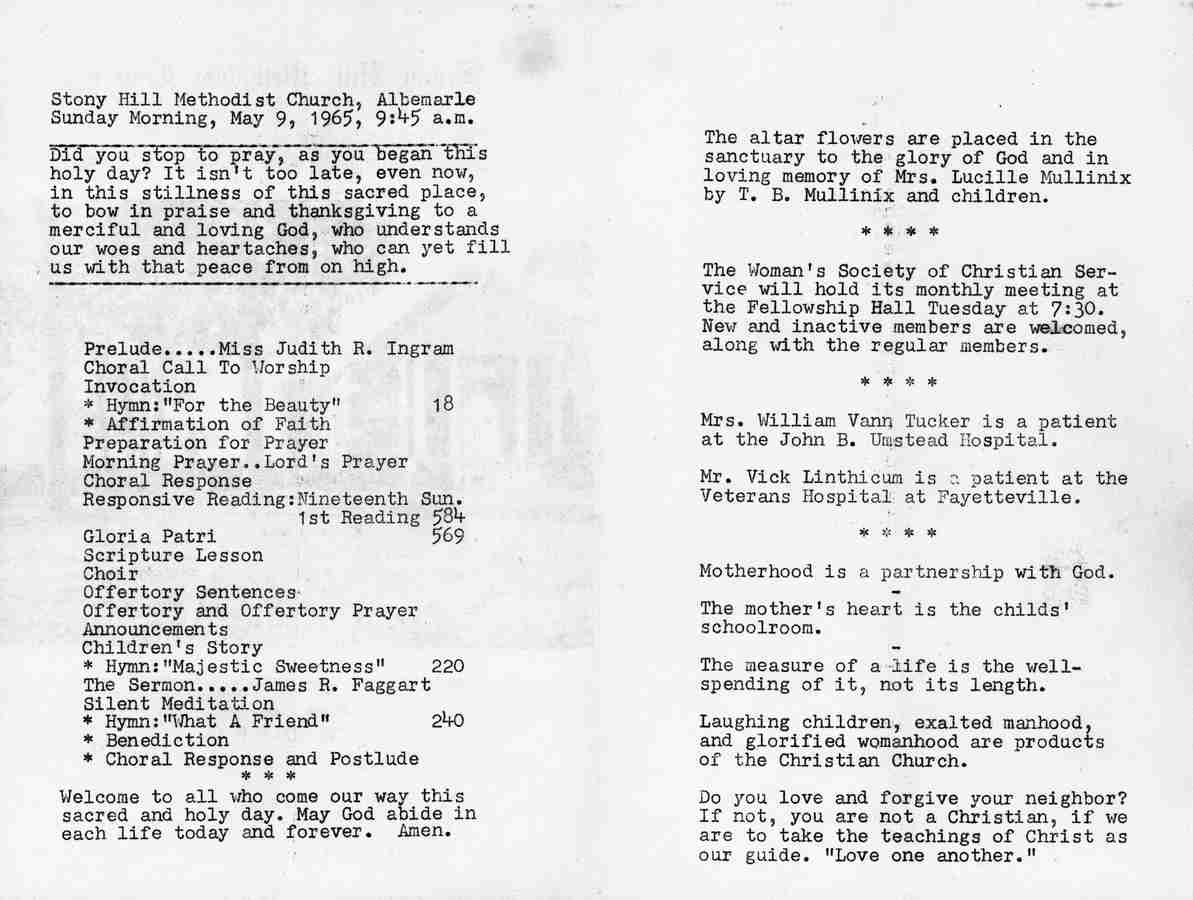 Stony Hill Methodist Church, Albemarle
Sunday Morning, May 9, 1965, 9:45 a.m.
Did you stop to pray, as you began this
holy day? It isn't too late, even now,
in this stillness of this sacred place,
to bow in praise and thanksgiving to a
merciful and loving God, who understands
our woes and heartaches, who can yet fill
us with that peace from on high.
Prelude.....Miss Judith R. Ingram
Choral Call To Worship
Invocation
* Hymn:"For the Beauty" 18
* Affirmation of Faith
Preparation for Prayer
Morning Prayer..Lord's Prayer
Choral Response
Responsive Reading:Nineteenth Sun.
1st Reading 584
Gloria Patri 569
Scripture Lesson
Choir
Offertory Sentences
Offertory and Offertory Prayer
Announcements
Children's Story
* Hymn:"Majestic Sweetness" 220
The Sermon.....James R. Faggart
Silent Meditation
* Hymn:"What A Friend" 240
* Benediction
* Choral Response and Postlude
* * *
Welcome to all who come our way this
sacred and holy day. May God abide in
each life today and forever. Amen.
The altar flowers are placed in the
sanctuary to the glory of God and in
loving memory of Mrs. Lucille Mullinix
by T. B. Mullinix and children.
* * * *
The Woman's Society of Christian Ser-
vice will hold its monthly meeting at
the Fellowship Hall Tuesday at 7:30.
New and inactive members are welcomed,
along with the regular members.
* * * *
Mrs. William Vann Tucker is a patient
at the John B. Umstead Hospital.
Mr. Vick Linthicum is a patient at the
Veterans Hospital at Fayetteville.
* * * *
Motherhood is a partnership with God.
-
The mother's heart is the childs'
schoolroom.
-
The measure of a life is the well-
spending of it, not its length.
Laughing children, exalted manhood,
and glorified womanhood are products
of the Christian Church.
Do you love and forgive your neighbor?
If not, you are not a Christian, if we
are to take the teachings of Christ as
our guide. "Love one another."